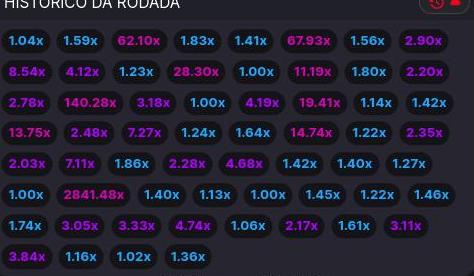 HISTÓRICO DA RODADA
1.04x 1.59x 62.10x 1.83x 1.41x 67.93x 1.56x 2.90x
8.54x 4.12x 1.23x 28.30x 1.00x 11.19x 1.80x 2.20x
2.78x 140.28x 3.18x 1.00x 4.19x 19.41x 1.14x 1.42x
13.75x 2.48x 7.27x 1.24x 1.64x 14.74x 1.22x 2.35x
2.03x 7.11x 1.86x 2.28x 4.68x 1.42x 1.40x 1.27x
1.00x 2841.48x 1.40x 1.13x 1.00x 1.45x 1.22x 1.46x
1.74x 3.05x 3.33x 4.74x 1.06x 2.17x 1.61x 3.11x
3.84x 1.16x 1.02x 1.36x